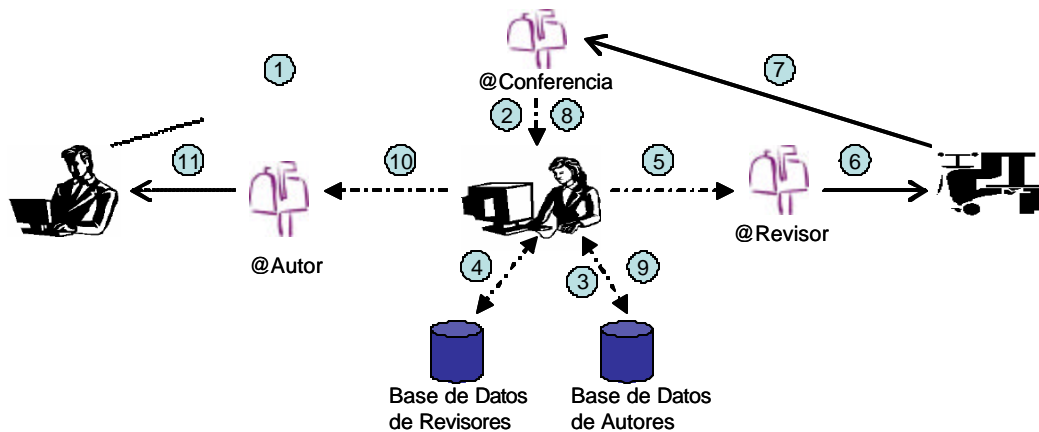 1
7
@Conferencia
2
8
11
10
5
6
@Autor
@Revisor
4
3
9
Base de Datos
de Revisores
Base de Datos
de Autores